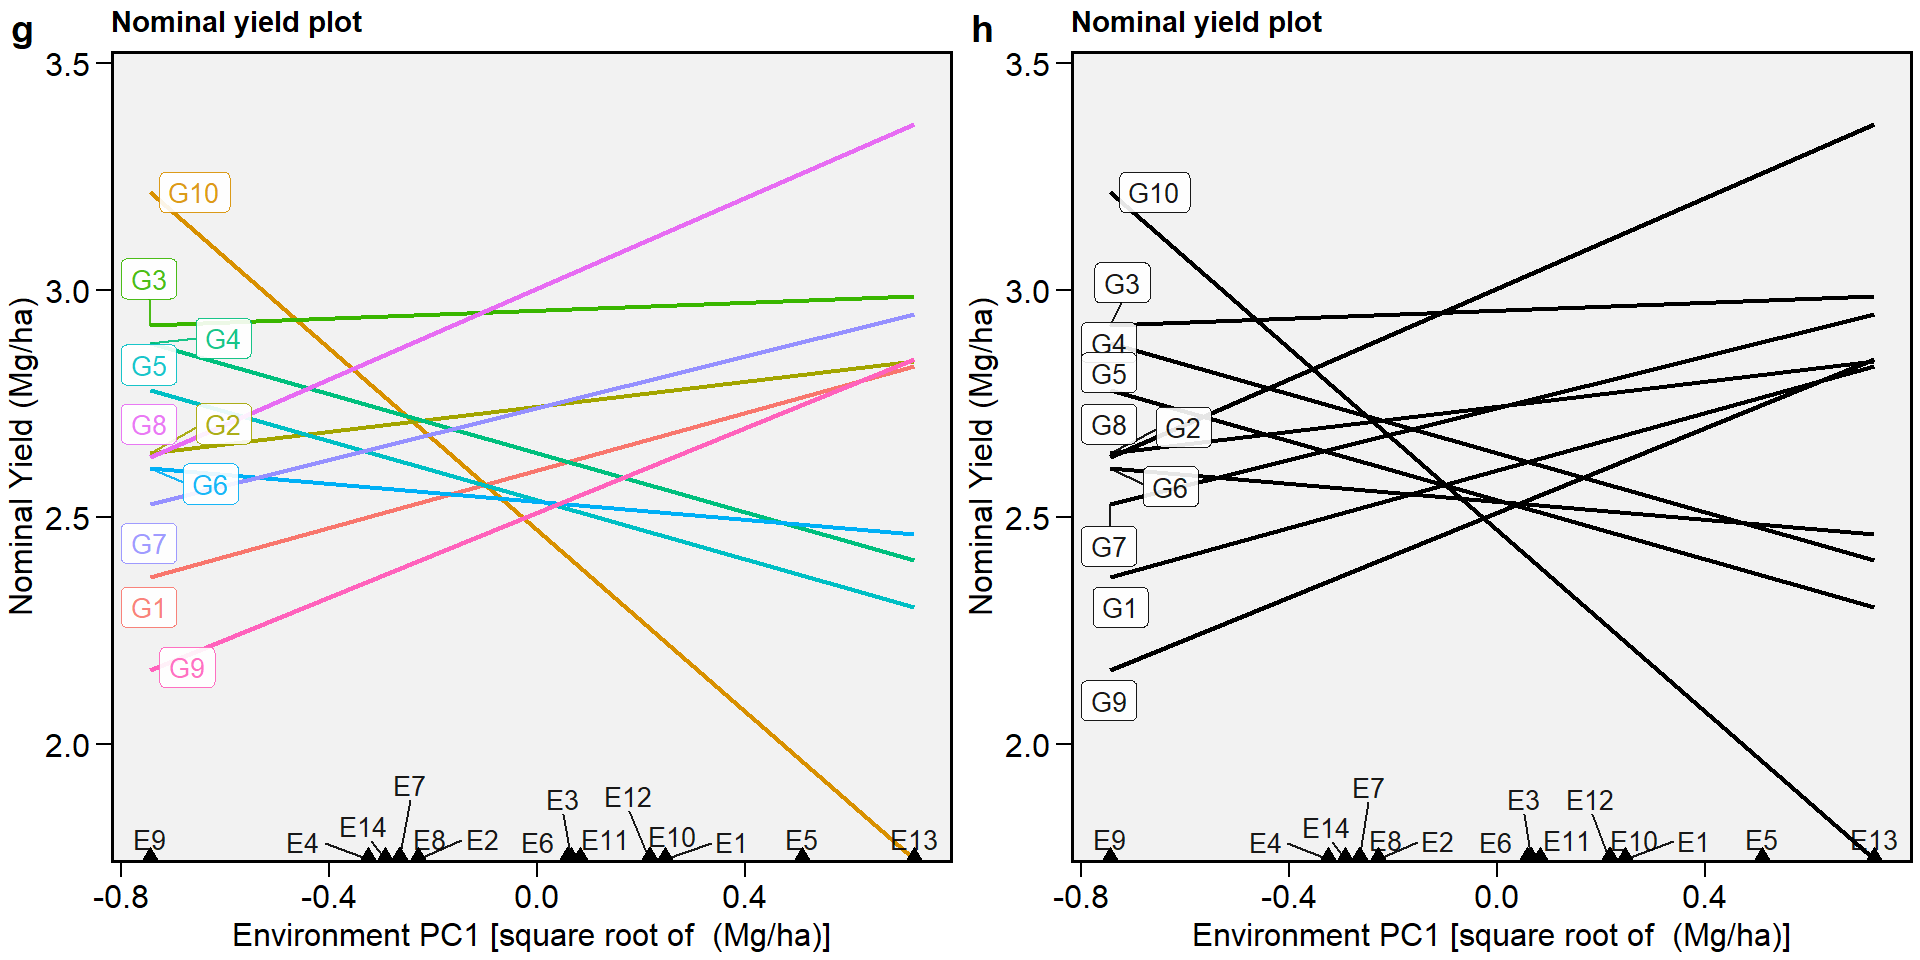 g
Nominal yield plot
3.5
3.0
2.5
2.0
Nominal Yield (Mg/ha)
G10
G3
G4
G5
G8
G2
G6
G7
G1
G9
E7
E3
E12
E14
E9
E4
E8
E2
E6
E11
E10
E1
E5
E13
-0.8
-0.4
0.0
0.4
Environment PC1 [square root of  (Mg/ha)]
h
Nominal yield plot
3.5
3.0
2.5
2.0
Nominal Yield (Mg/ha)
G10
G3
G4
G5
G8
G2
G6
G7
G1
G9
E7
E3
E12
E14
E9
E4
E8
E2
E6
E11
E10
E1
E5
E13
-0.8
-0.4
0.0
0.4
Environment PC1 [square root of  (Mg/ha)]